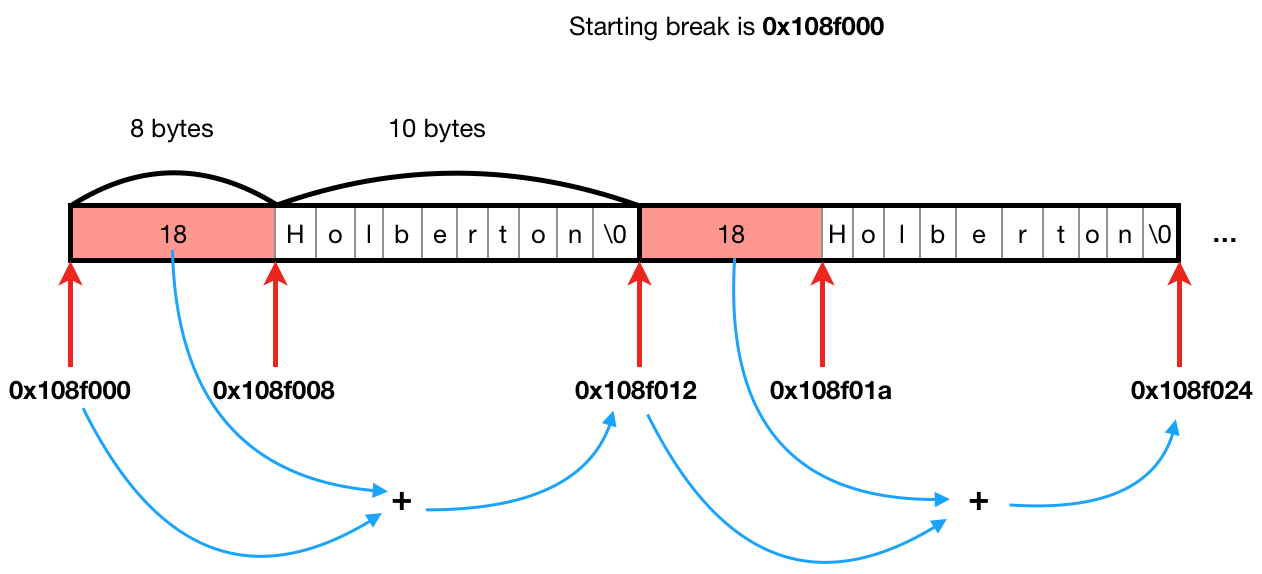 Starting break is 0x108f000
8 bytes 10 bytes
18 H o l b e r t o n \0 18 H o l b e r t o n \0 ...
0x108f000 0x108f008 0x108f012 0x108f01a 0x108f024
+ +